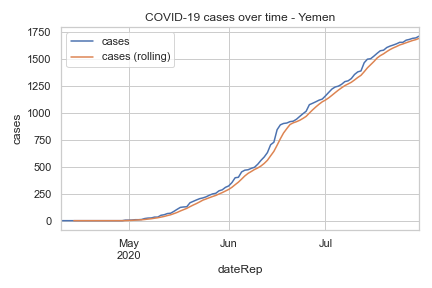 COVID-19 cases over time - Yemen
cases
cases (rolling)
1750
1500
1250
1000
750
500
250
0
cases
May
2020
Jun
Jul
dateRep